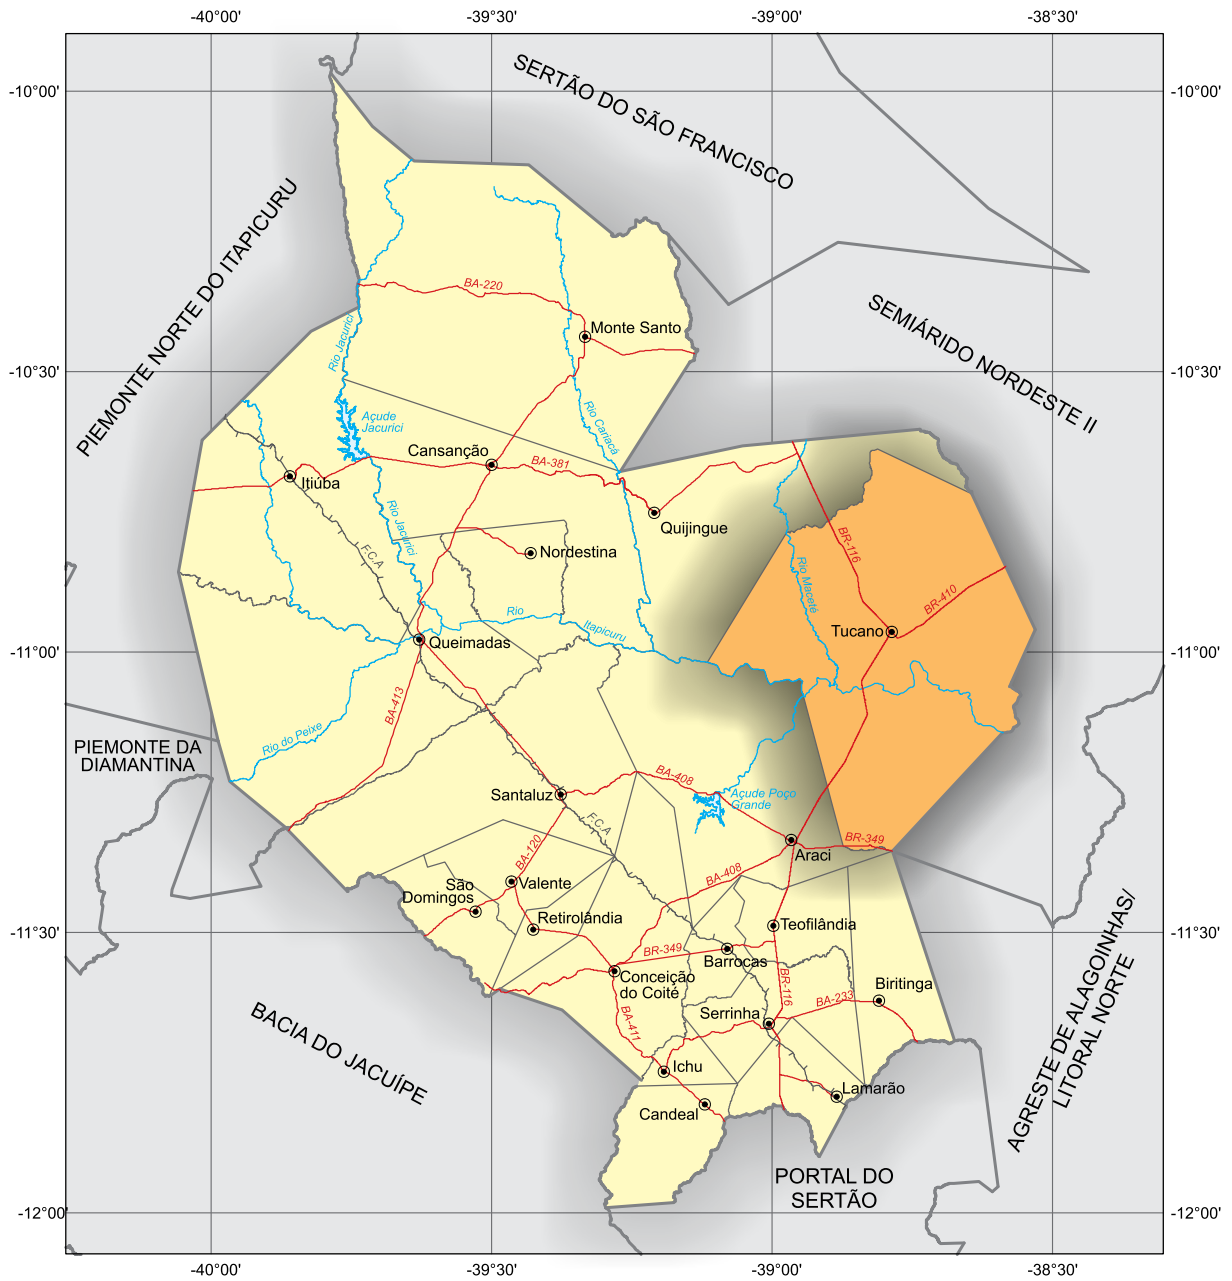 -40°00'
-39°30'
-39°00'
-38°30'
-10°00'
-10°00'
SERTÃO DO SÃO FRANCISCO
PIEMONTE NORTE DO ITAPICURU
BA-220
SEMIÁRIDO NORDESTE II
Rio Jacurici
Monte Santo
-10°30'
-10°30'
Açude
Jacurici
Rio Cariacá
Cansanção
BA-381
Itiúba
Quijingue
Rio Jacurici
F.C.A
Nordestina
BR-116
Rio Maceté
BR-410
Rio
Itapicuru
Tucano
Queimadas
-11°00'
-11°00'
BA-413
Rio do Peixe
PIEMONTE DA
DIAMANTINA
BA-408
Santaluz
Açude Poço
Grande
F.C.A
BR-349
Araci
BA-120
BA-408
Valente
São
Domingos
Retirolândia
Teofilândia
-11°30'
-11°30'
BR-349
Barrocas
Conceição
do Coité
BR-116
Biritinga
BA-233
Serrinha
BA-411
BACIA DO JACUÍPE
AGRESTE DE ALAGOINHAS/
LITORAL NORTE
Ichu
Lamarão
Candeal
PORTAL DO
SERTÃO
-12°00'
-12°00'
-40°00'
-39°30'
-39°00'
-38°30'